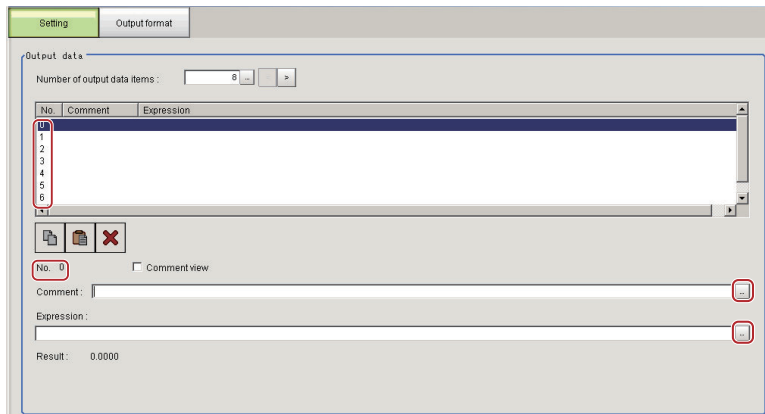 Setting Output format
Output data
Number of output data items : 8 .. < >
No. Comment Expression
0
1
2
3
4
5
6
No. 0 Comment view
Comment : ..
Expression :
..
Result : 0.0000